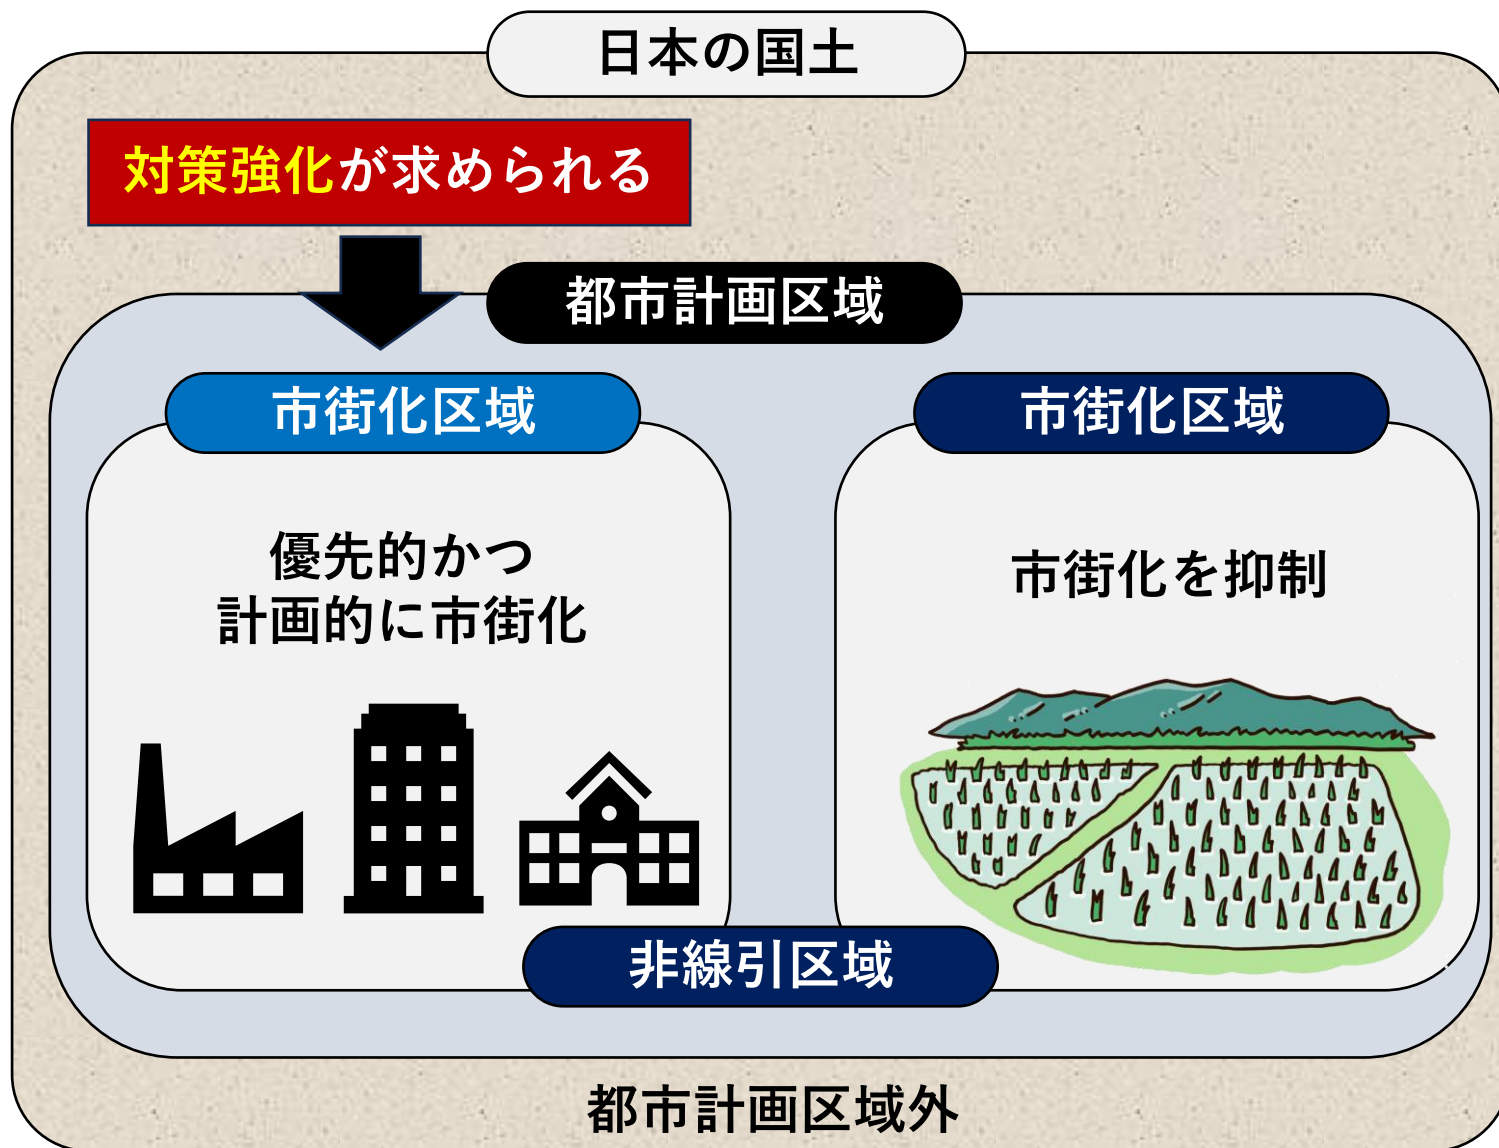 日本の国土
対策強化が求められる
都市計画区域
市街化区域
市街化区域
優先的かつ
計画的に市街化
市街化を抑制
非線引区域
都市計画区域外